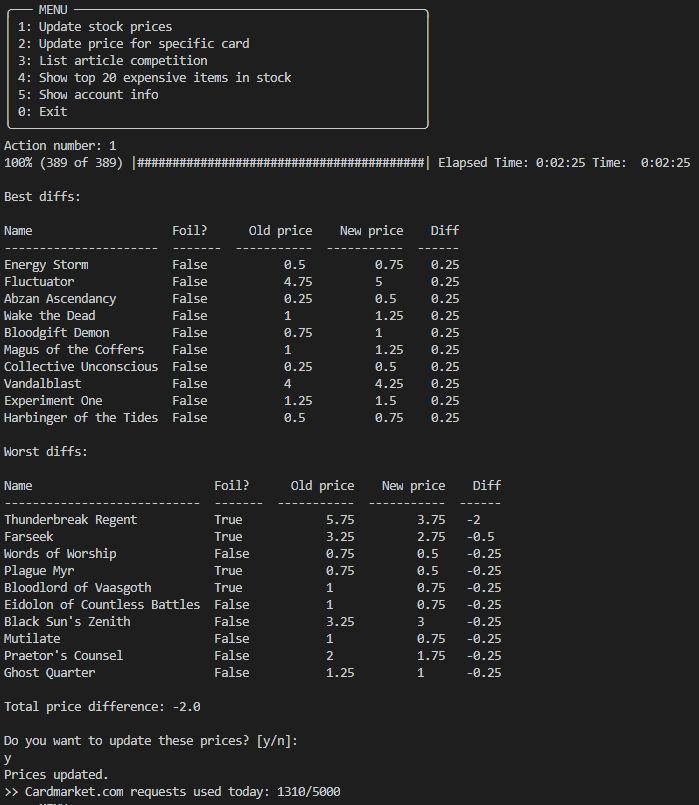 MENU
1: Update stock prices
2: Update price for specific card
3: List article competition
4: Show top 20 expensive items in stock
5: Show account info
0: Exit
Action number: 1
100% (389 of 389) |#########################################| Elapsed Time: 0:02:25 Time:  0:02:25
Best diffs:
Name                    Foil?      Old price    New price    Diff
----------------------  -------  -----------  -----------  ------
Energy Storm            False           0.5          0.75    0.25
Fluctuator              False           4.75         5       0.25
Abzan Ascendancy        False           0.25         0.5     0.25
Wake the Dead           False           1            1.25    0.25
Bloodgift Demon         False           0.75         1       0.25
Magus of the Coffers    False           1            1.25    0.25
Collective Unconscious  False           0.25         0.5     0.25
Vandalblast             False           4            4.25    0.25
Experiment One          False           1.25         1.5     0.25
Harbinger of the Tides  False           0.5          0.75    0.25
Worst diffs:
Name                          Foil?      Old price    New price    Diff
----------------------------  -------  -----------  -----------  ------
Thunderbreak Regent           True            5.75         3.75   -2
Farseek                       True            3.25         2.75   -0.5
Words of Worship              False           0.75         0.5    -0.25
Plague Myr                    True            0.75         0.5    -0.25
Bloodlord of Vaasgoth         True            1            0.75   -0.25
Eidolon of Countless Battles  False           1            0.75   -0.25
Black Sun's Zenith            False           3.25         3      -0.25
Mutilate                      False           1            0.75   -0.25
Praetor's Counsel             False           2            1.75   -0.25
Ghost Quarter                 False           1.25         1      -0.25
Total price difference: -2.0
Do you want to update these prices? [y/n]:
y
Prices updated.
>> Cardmarket.com requests used today: 1310/5000
MENU